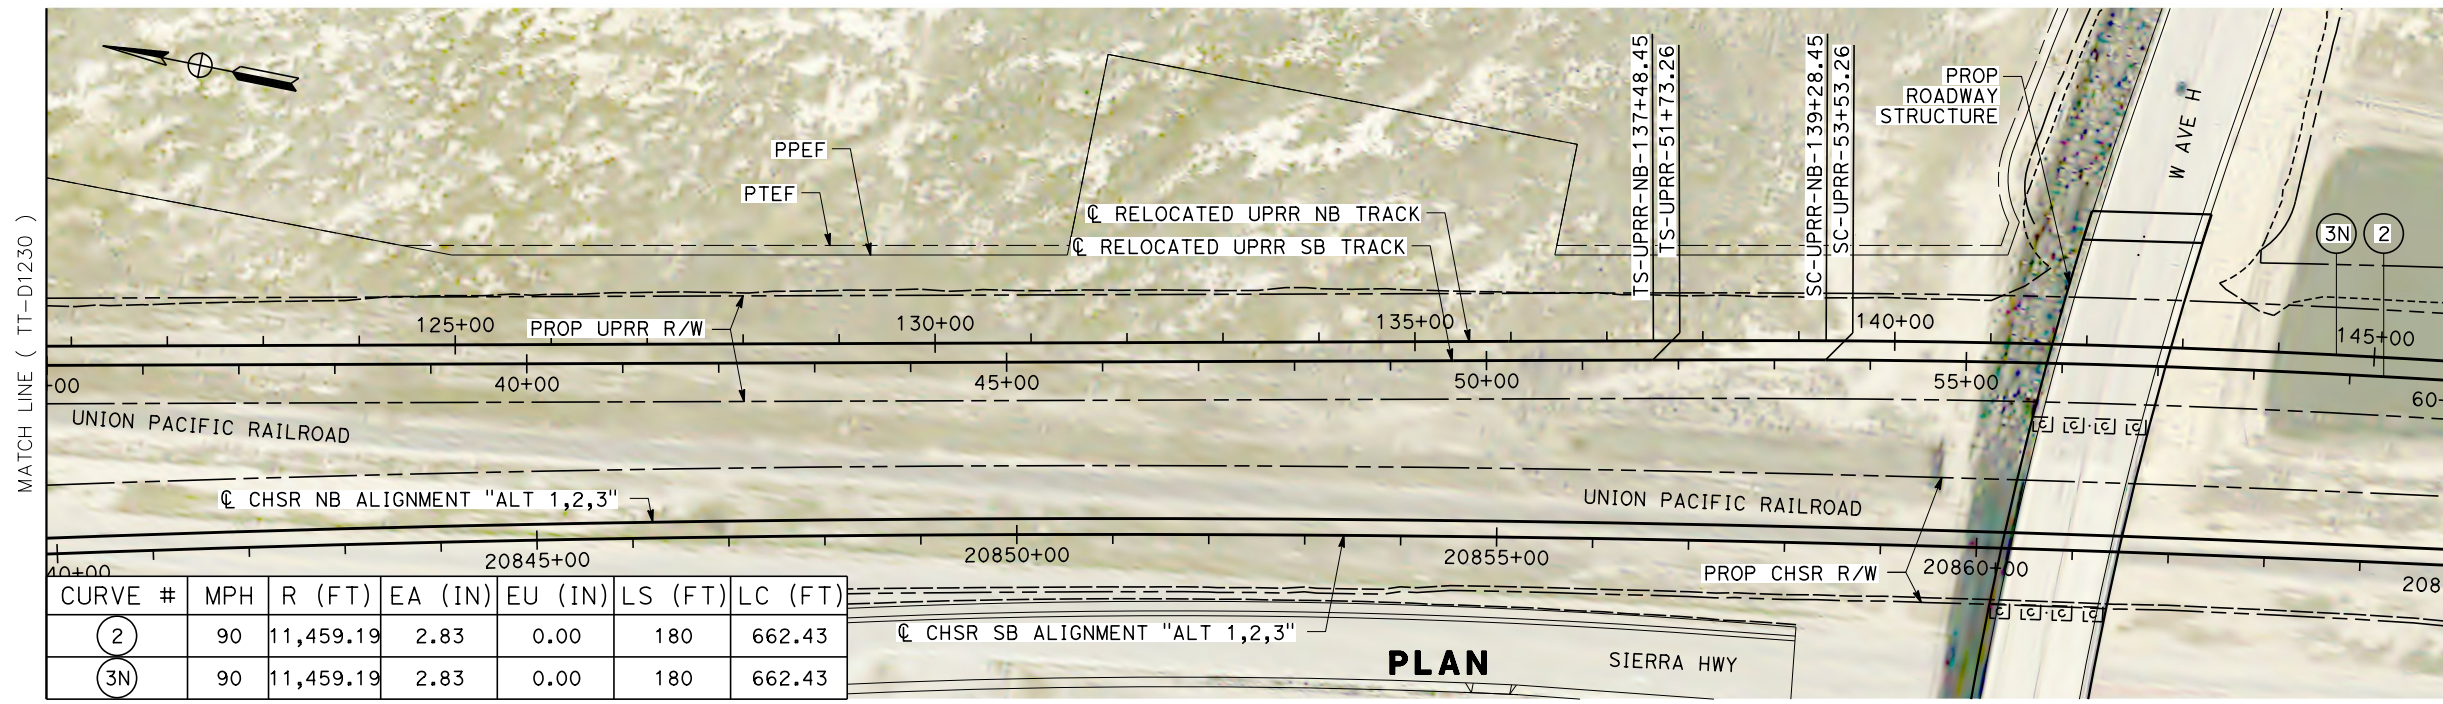 MATCH LINE ( TT-D1230 )
PPEF
PTEF
℄ RELOCATED UPRR NB TRACK
℄ RELOCATED UPRR SB TRACK
TS-UPRR-NB-137+48.45
TS-UPRR-51+73.26
SC-UPRR-NB-139+28.45
SC-UPRR-53+53.26
PROP
ROADWAY
STRUCTURE
W AVE H
3N 2
125+00 130+00 135+00 140+00 145+00
PROP UPRR R/W
+00 40+00 45+00 50+00 55+00 60+
UNION PACIFIC RAILROAD
C C C C
℄ CHSR NB ALIGNMENT "ALT 1,2,3"
UNION PACIFIC RAILROAD
40+00 20845+00 20850+00 20855+00 20860+00 208
PROP CHSR R/W
C C C C
℄ CHSR SB ALIGNMENT "ALT 1,2,3"
PLAN
SIERRA HWY
CURVE # MPH R (FT) EA (IN) EU (IN) LS (FT) LC (FT)
2 90 11,459.19 2.83 0.00 180 662.43
3N 90 11,459.19 2.83 0.00 180 662.43